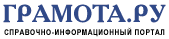 ГРАМОТА.РУ
СПРАВОЧНО-ИНФОРМАЦИОННЫЙ ПОРТАЛ